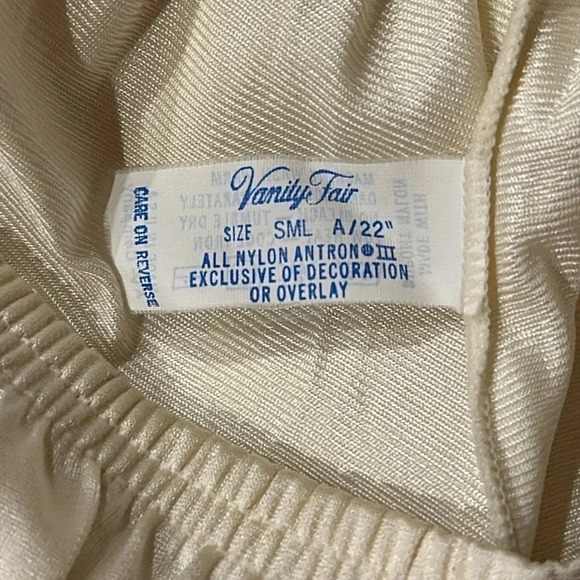 Vanity Fair
SIZE SML A/22"
ALL NYLON ANTRON® III
EXCLUSIVE OF DECORATION
OR OVERLAY
CARE ON REVERSE